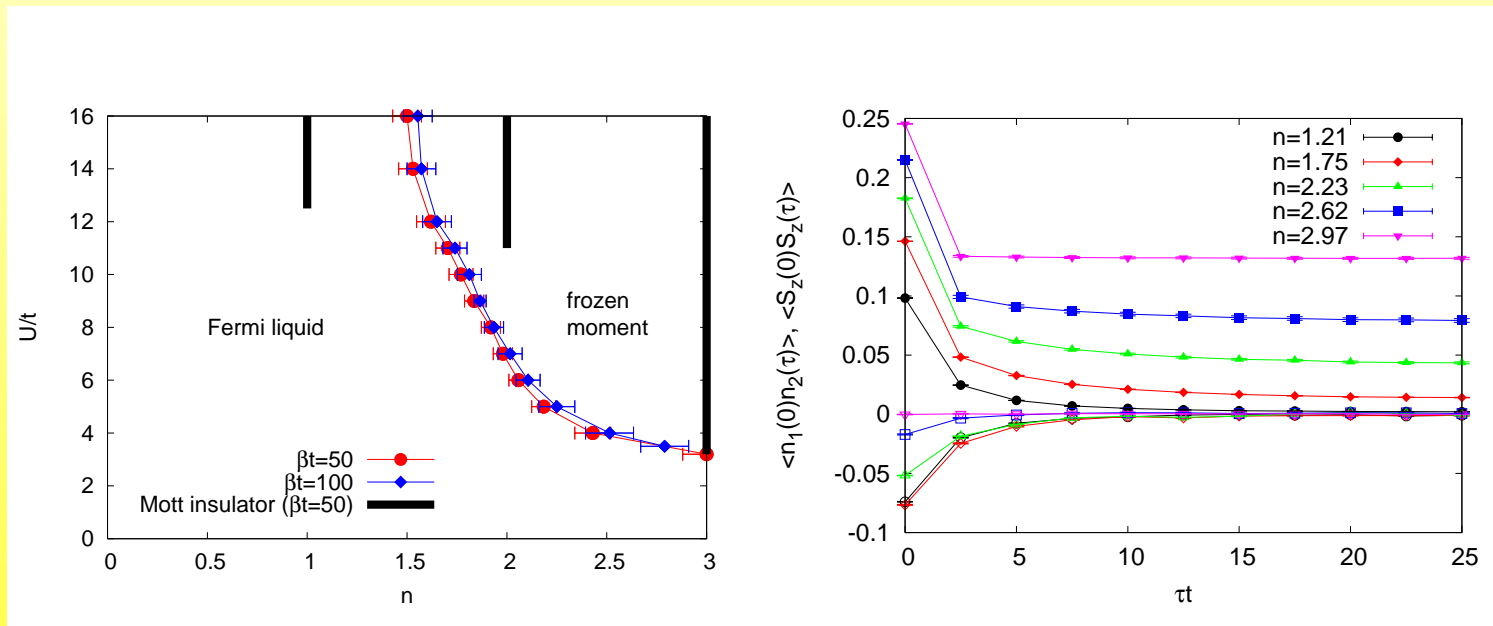 16
14
12
10
8
6
4
2
0
U/t
Fermi liquid
frozen
moment
βt=50
βt=100
Mott insulator (βt=50)
0 0.5 1 1.5 2 2.5 3
n
0.25
0.2
0.15
0.1
0.05
0
-0.05
-0.1
<n₁(0)n₂(τ)>, <S_z(0)S_z(τ)>
n=1.21
n=1.75
n=2.23
n=2.62
n=2.97
0 5 10 15 20 25
τt